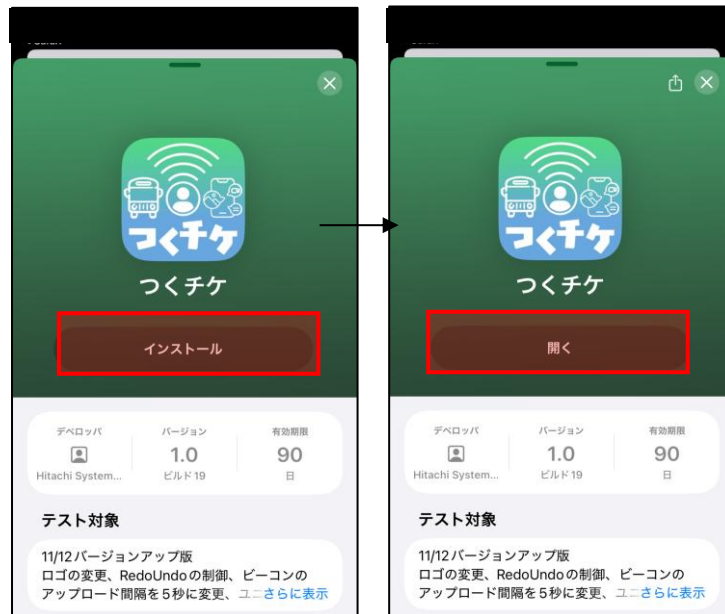 つくチケ
つくチケ
インストール
デベロッパ
バージョン
有効期限
1.0
90
Hitachi System...
ビルド 19
日
テスト対象
11/12バージョンアップ版
ロゴの変更、RedoUndoの制御、ビーコンの
アップロード間隔を5秒に変更、さらに表示
つくチケ
つくチケ
開く
デベロッパ
バージョン
有効期限
1.0
90
Hitachi System...
ビルド 19
日
テスト対象
11/12バージョンアップ版
ロゴの変更、RedoUndoの制御、ビーコンの
アップロード間隔を5秒に変更、さらに表示